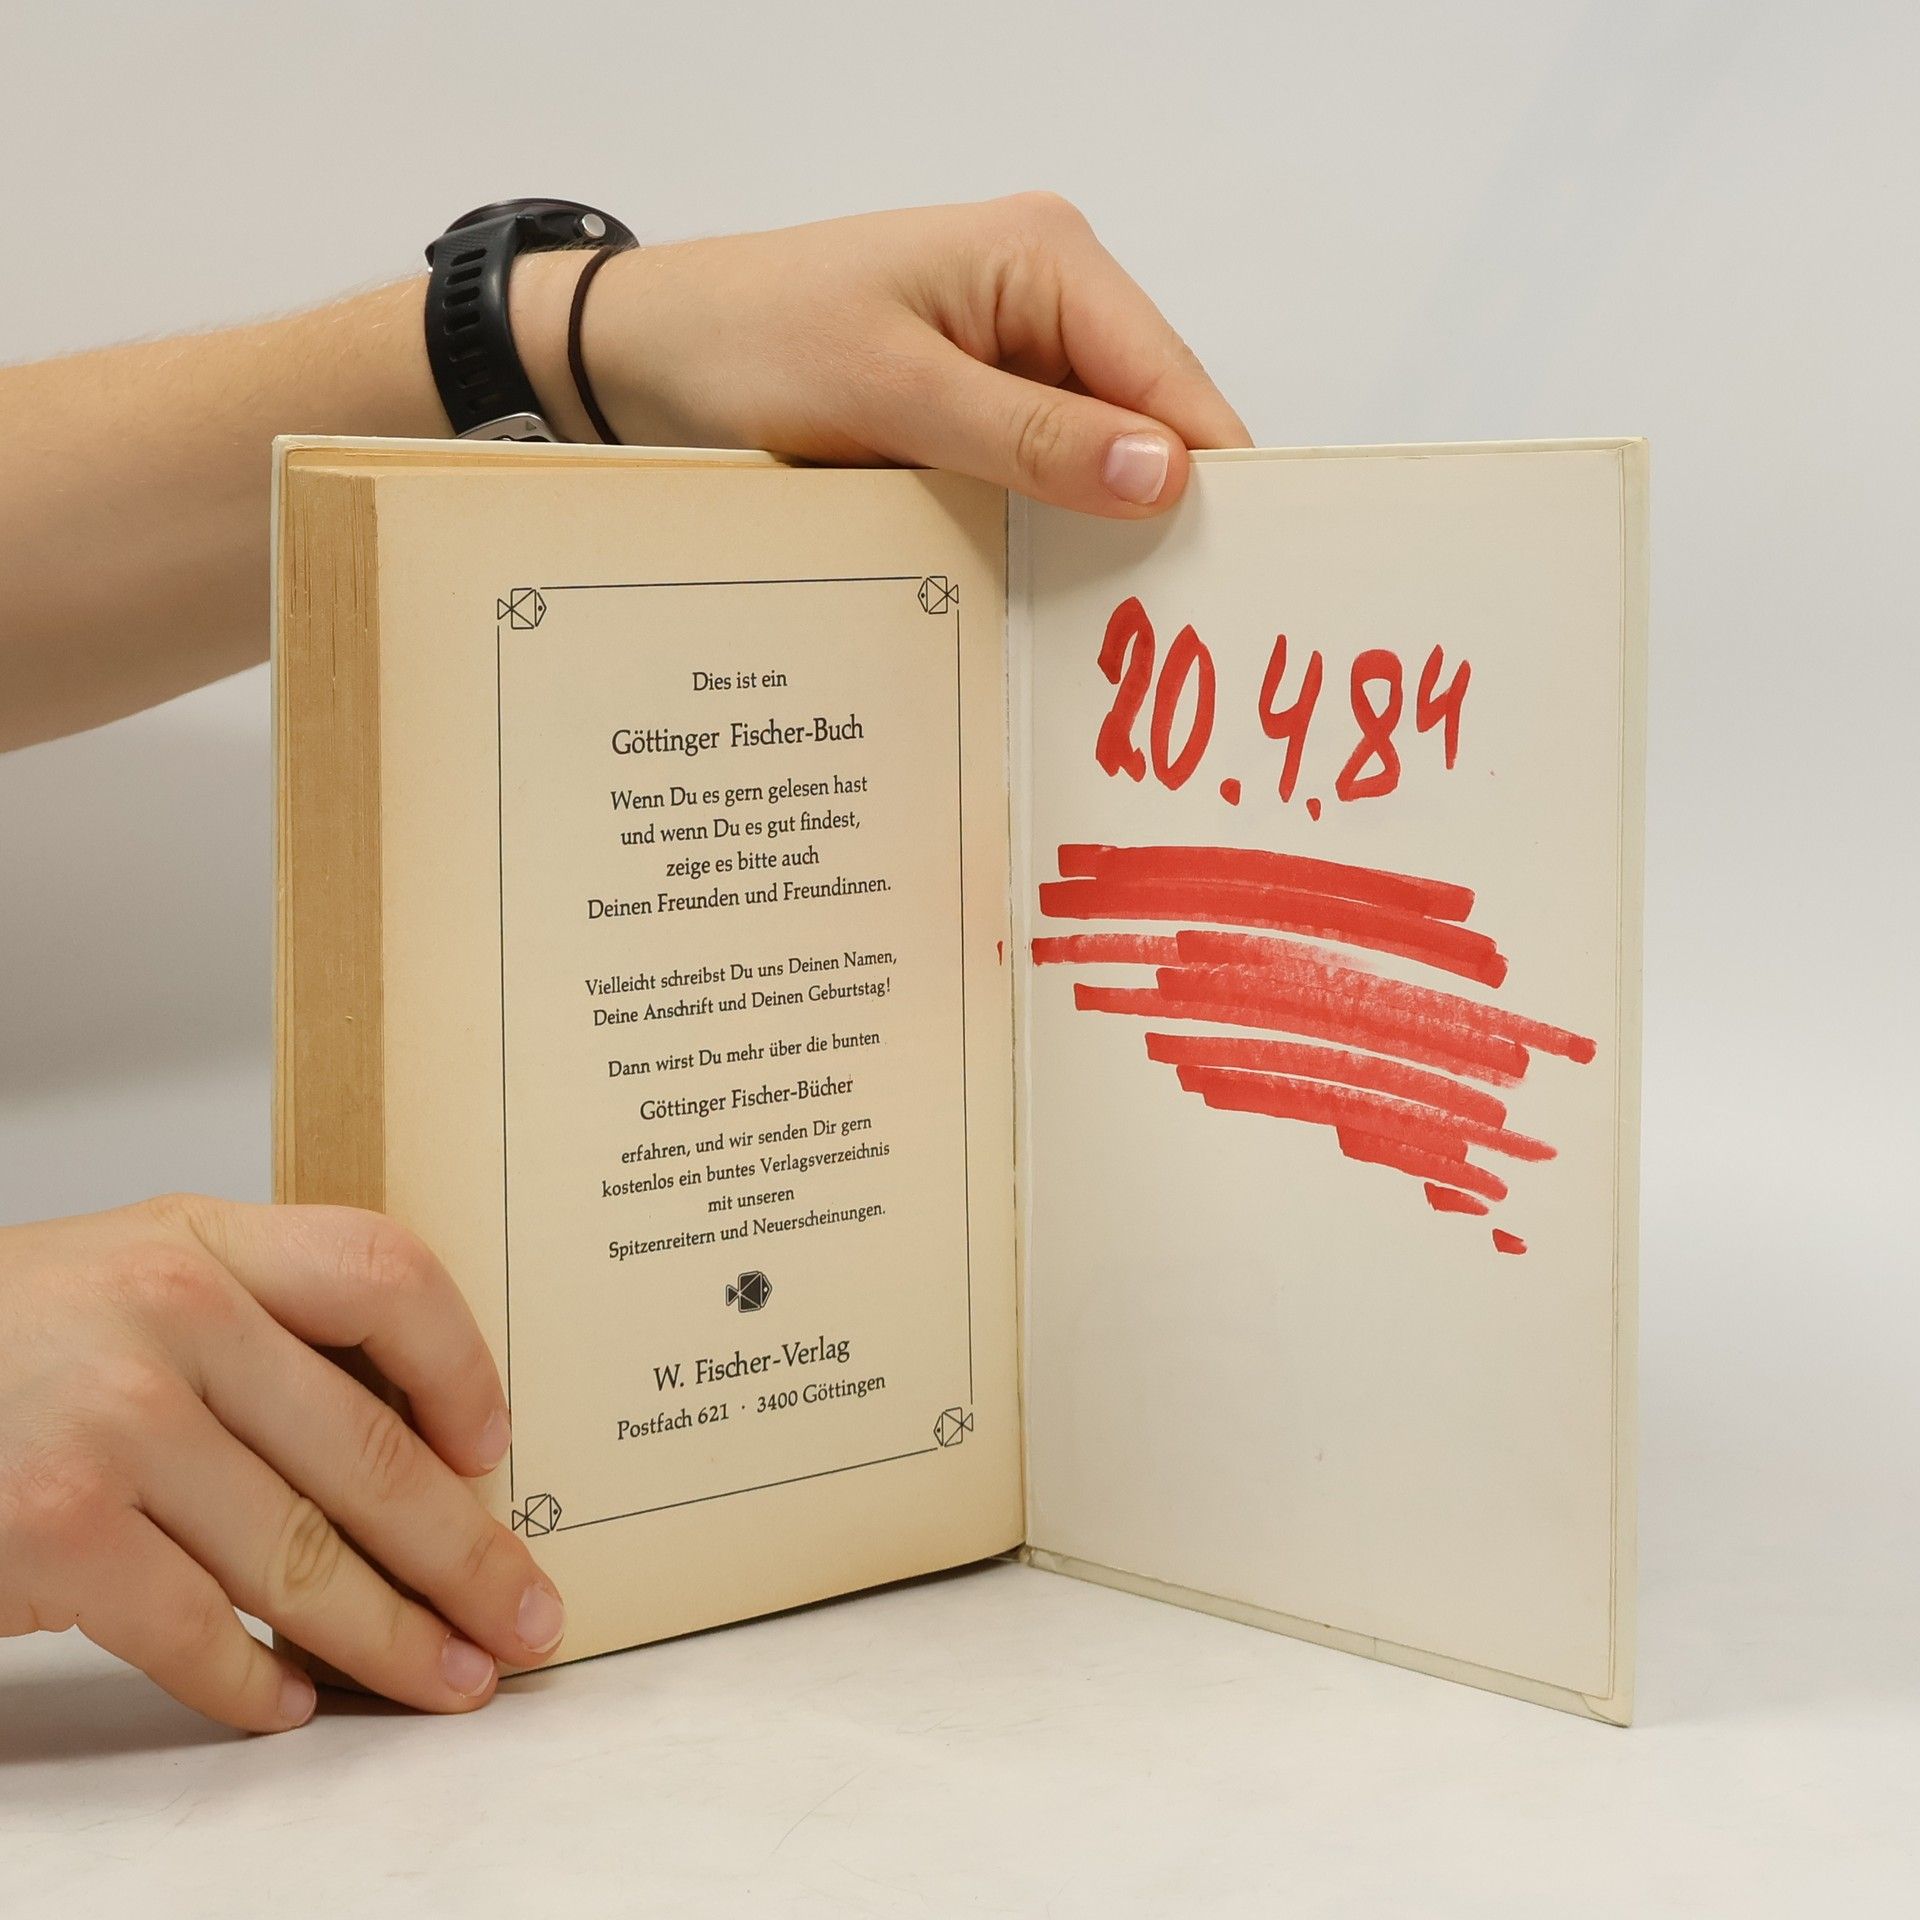 Dies ist ein
Göttinger Fischer-Buch
Wenn Du es gern gelesen hast
und wenn Du es gut findest,
zeige es bitte auch
Deinen Freunden und Freundinnen.
Vielleicht schreibst Du uns Deinen Namen,
Deine Anschrift und Deinen Geburtstag!
Dann wirst Du mehr über die bunten
Göttinger Fischer-Bücher
erfahren, und wir senden Dir gern
kostenlos ein buntes Verlagsverzeichnis
mit unseren
Spitzenreitern und Neuerscheinungen.
W. Fischer-Verlag
Postfach 621 · 3400 Göttingen
20.4.84